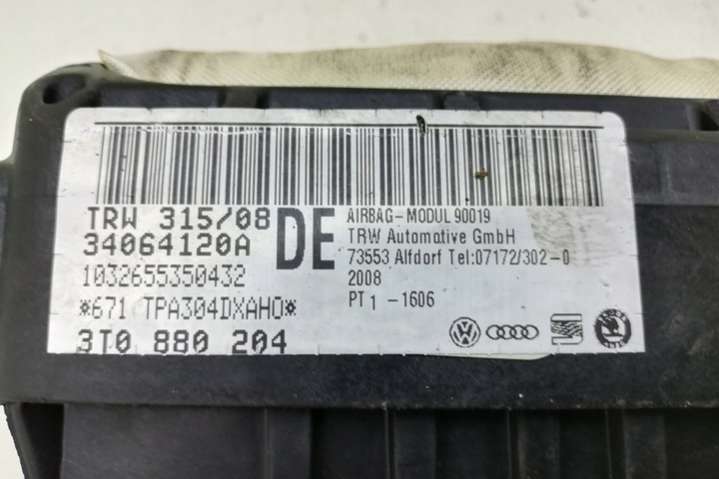 TRW 315/08
34064120A
1032655350432
*671 TPA304DXAHO*
3T0 880 204
DE
AIRBAG-MODUL 90019
TRW Automotive GmbH
73553 Alfdorf Tel:07172/302-0
2008
PT1 -1606